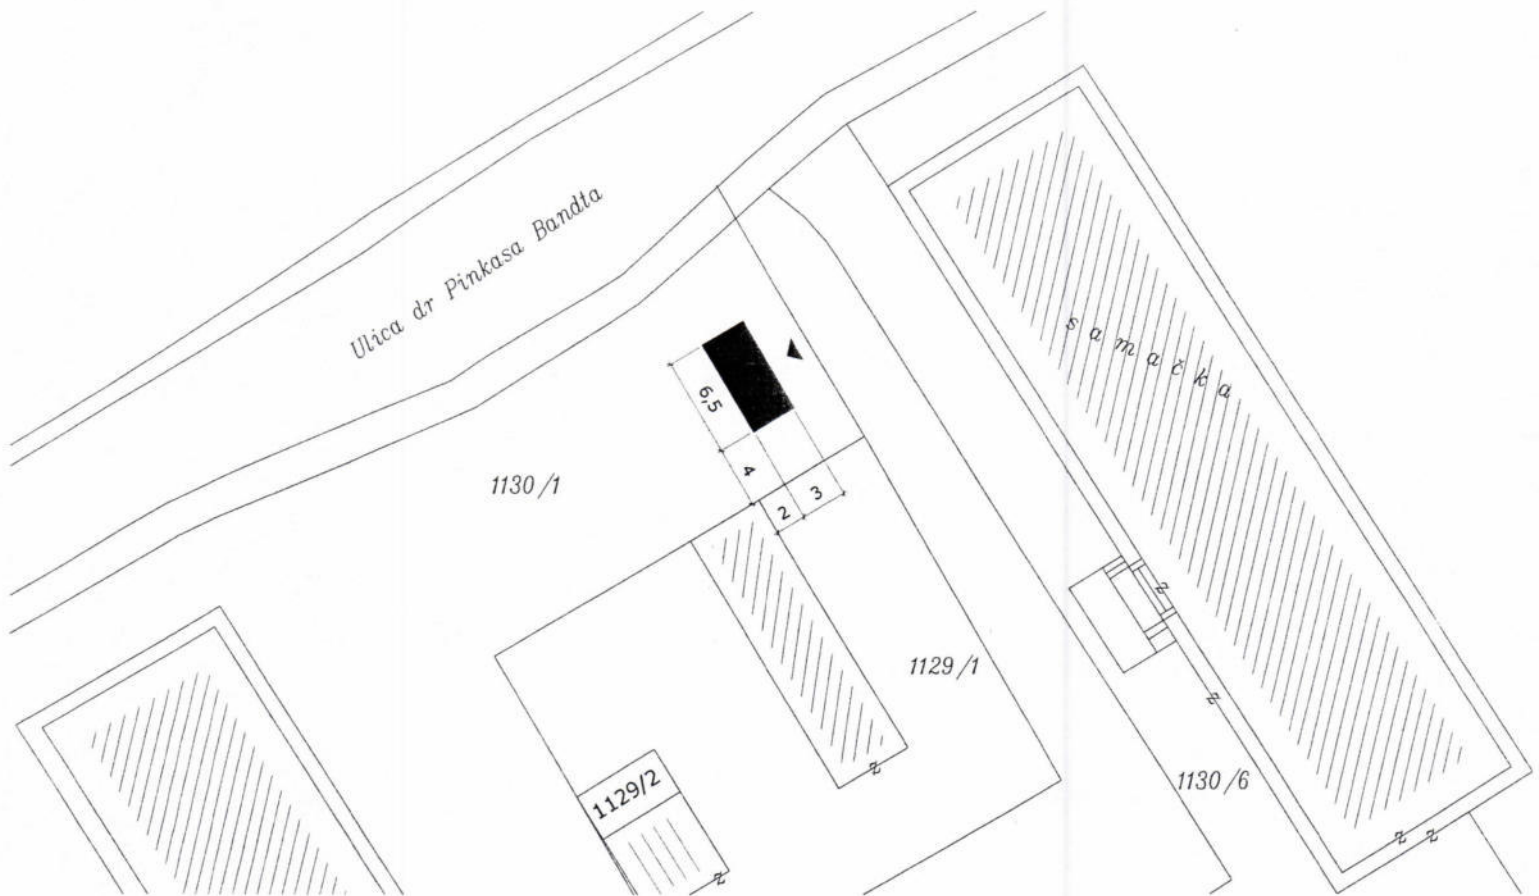 Ulica dr Pinkasa Bandta
samačka
6,5
4
1130/1
3
2
1129/1
1129/2
1130/6
z
z
z
z
z
z